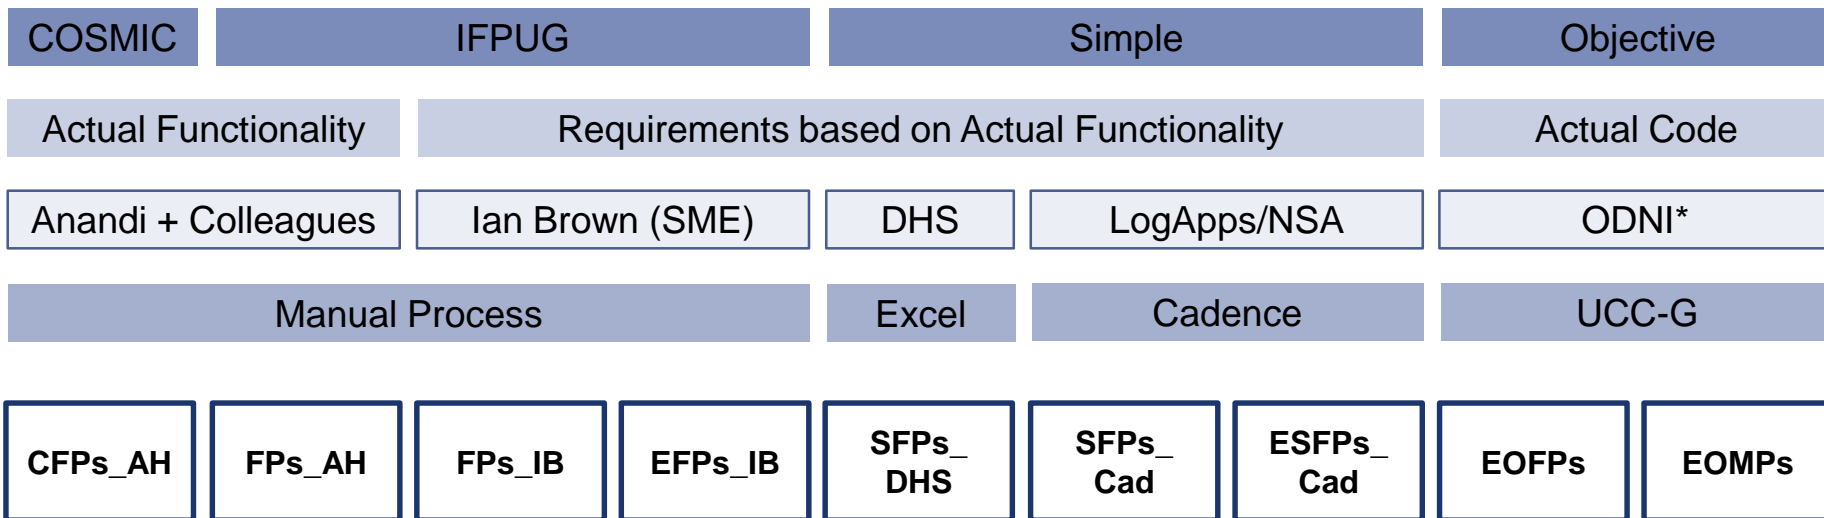 COSMIC IFPUG Simple Objective
Actual Functionality Requirements based on Actual Functionality Actual Code
Anandi + Colleagues Ian Brown (SME) DHS LogApps/NSA ODNI*
Manual Process Excel Cadence UCC-G
CFPs_AH FPs_AH FPs_IB EFPs_IB SFPs_ DHS SFPs_ Cad ESFPs_ Cad EOFPs EOMPs